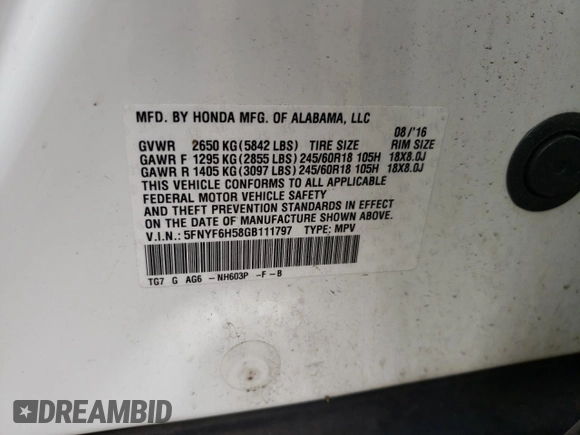 MFD. BY HONDA MFG. OF ALABAMA, LLC
08/'16
GVWR 2650 KG (5842 LBS) TIRE SIZE RIM SIZE
GAWR F 1295 KG (2855 LBS) 245/60R18 105H 18X8.0J
GAWR R 1405 KG (3097 LBS) 245/60R18 105H 18X8.0J
THIS VEHICLE CONFORMS TO ALL APPLICABLE
FEDERAL MOTOR VEHICLE SAFETY
AND THEFT PREVENTION STANDARDS IN EFFECT
ON THE DATE OF MANUFACTURE SHOWN ABOVE.
V.I.N.: 5FNYF6H58GB111797 TYPE: MPV
TG7 G AG6 -NH603P -F-B
DREAMBID